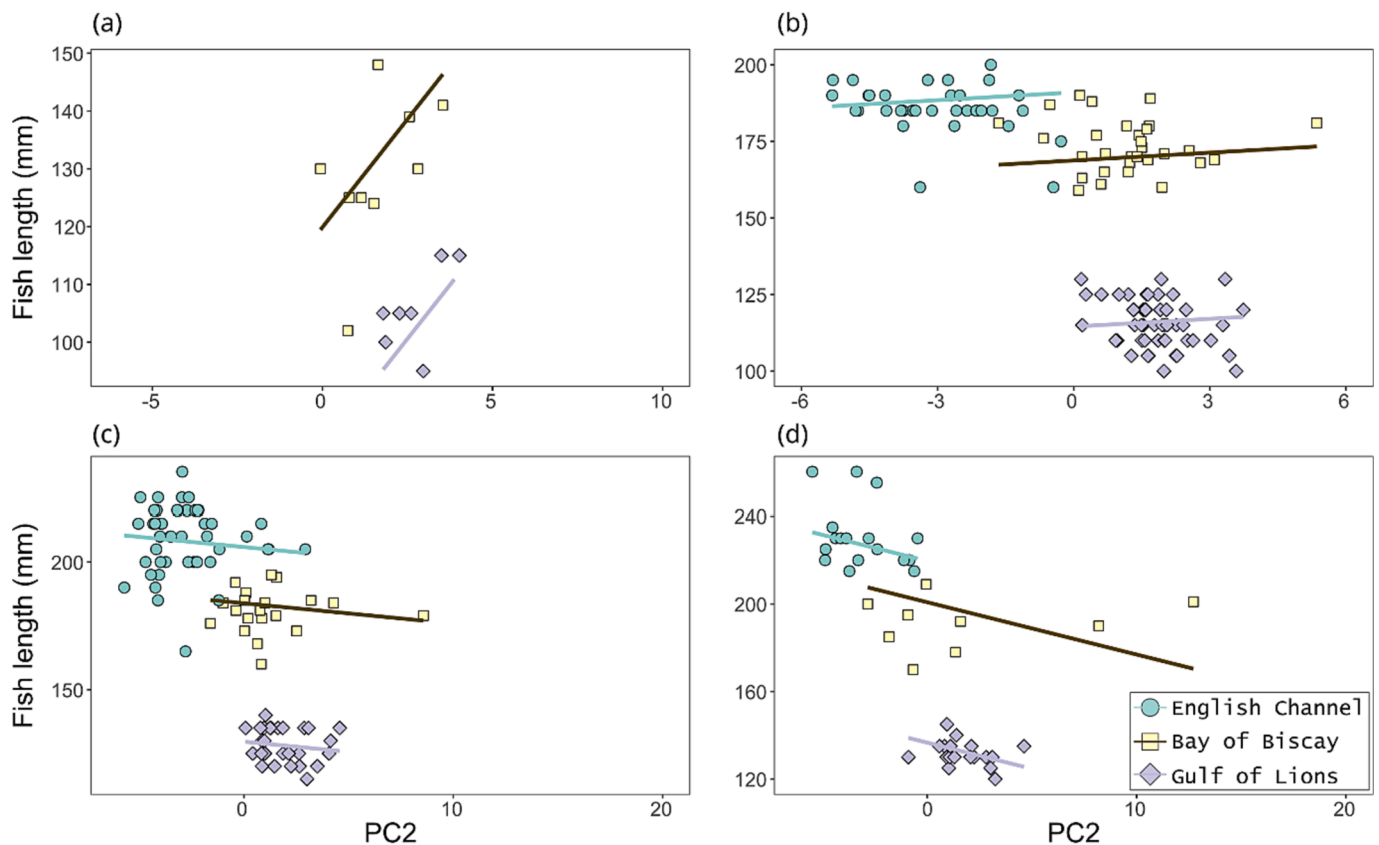 (a)
(b)
Fish length (mm)
150
140
130
120
110
100
-5
0
5
10
200
175
150
125
100
-6
-3
0
3
6
(c)
(d)
Fish length (mm)
200
150
0
10
20
PC2
240
200
160
120
0
10
20
PC2
English Channel
Bay of Biscay
Gulf of Lions